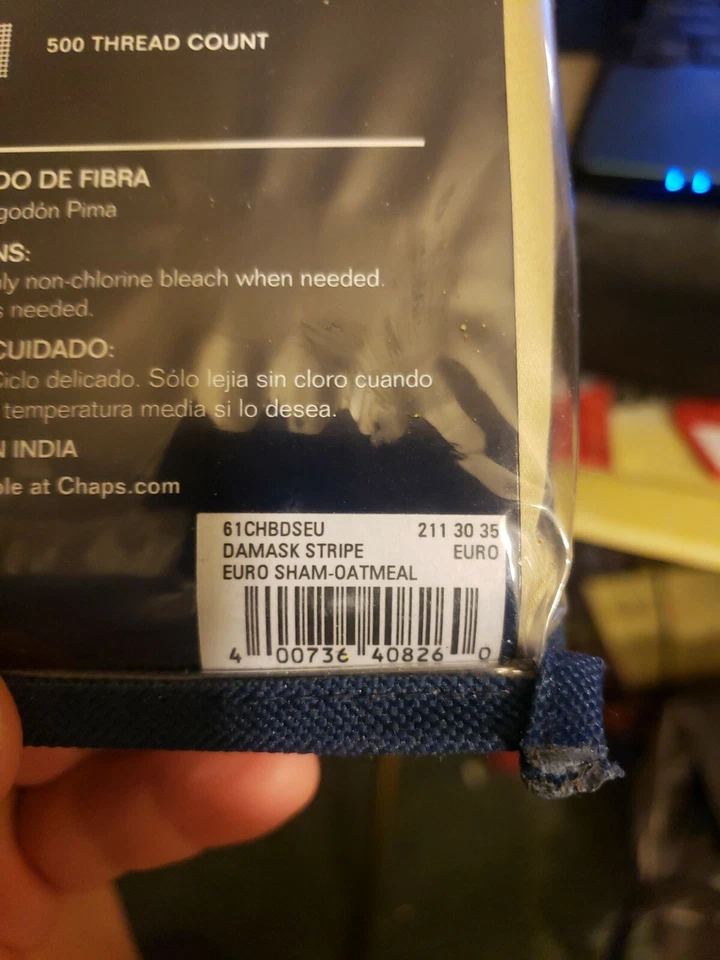 500 THREAD COUNT
DO DE FIBRA
godón Pima
NS:
ly non-chlorine bleach when needed.
s needed.
CUIDADO:
Ciclo delicado. Sólo lejia sin cloro cuando
temperatura media si lo desea.
N INDIA
ble at Chaps.com
61CHBDSEU 211 30 35
DAMASK STRIPE EURO
EURO SHAM-OATMEAL
4 00736 40826 0